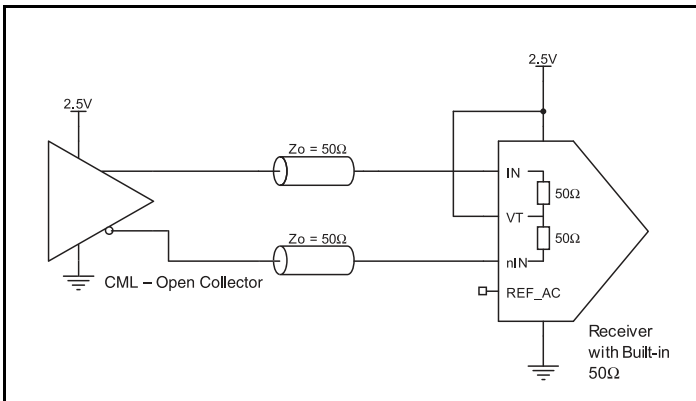 2.5V
2.5V
Zo = 50Ω
IN
50Ω
VT
50Ω
Zo = 50Ω
nIN
CML – Open Collector
REF_AC
Receiver
with Built-in
50Ω